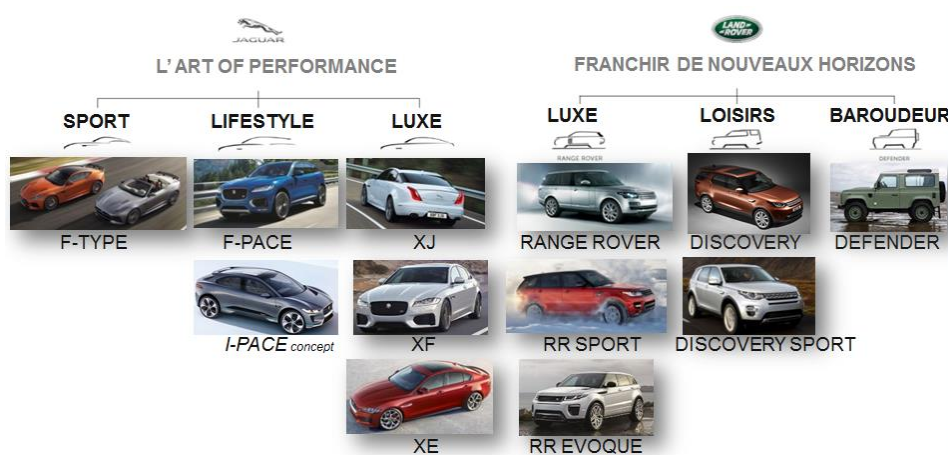 JAGUAR
LAND-
ROVER
L' ART OF PERFORMANCE
FRANCHIR DE NOUVEAUX HORIZONS
SPORT
LIFESTYLE
LUXE
LUXE
LOISIRS
BAROUDEUR
RANGE ROVER
DEFENDER
F-TYPE
F-PACE
XJ
RANGE ROVER
DISCOVERY
DEFENDER
I-PACE concept
XF
RR SPORT
DISCOVERY SPORT
XE
RR EVOQUE